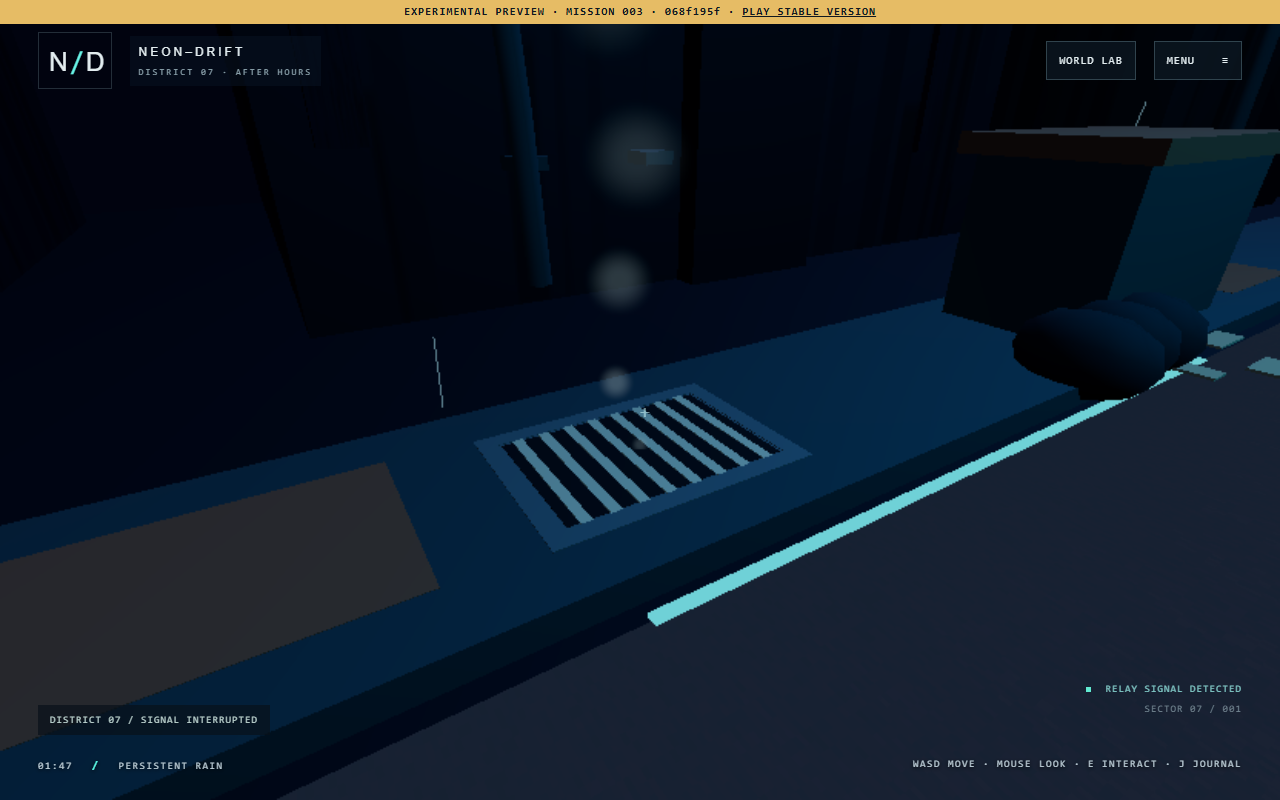 EXPERIMENTAL PREVIEW · MISSION 003 · 068f195f · PLAY STABLE VERSION
N/D
NEON—DRIFT
DISTRICT 07 · AFTER HOURS
WORLD LAB
MENU ≡
RELAY SIGNAL DETECTED
SECTOR 07 / 001
DISTRICT 07 / SIGNAL INTERRUPTED
01:47 / PERSISTENT RAIN
WASD MOVE · MOUSE LOOK · E INTERACT · J JOURNAL